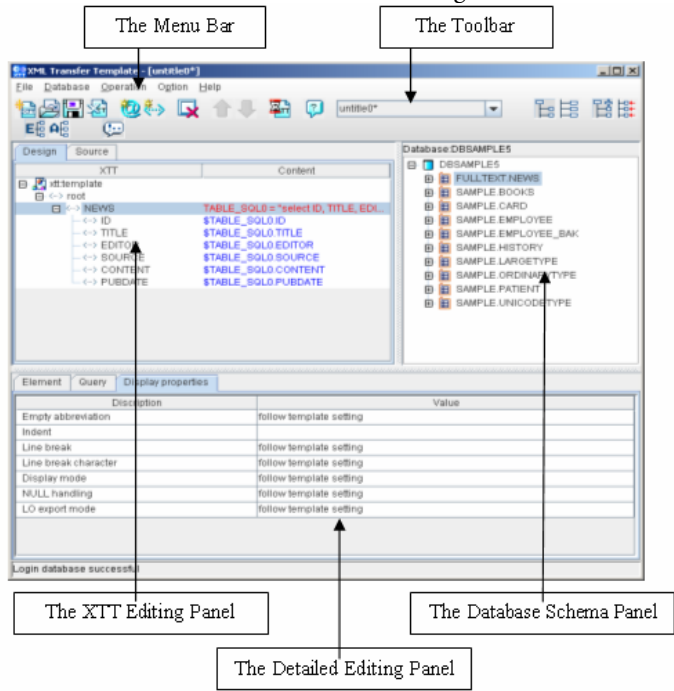 The Menu Bar
The Toolbar
XML Transfer Template - [untitle0*]
File Database Operation Option Help
untitle0*
Design Source
XTT Content
xtt:template
root
NEWS TABLE_SQL0 = "select ID, TITLE, EDI...
ID $TABLE_SQL0.ID
TITLE $TABLE_SQL0.TITLE
EDITOR $TABLE_SQL0.EDITOR
SOURCE $TABLE_SQL0.SOURCE
CONTENT $TABLE_SQL0.CONTENT
PUBDATE $TABLE_SQL0.PUBDATE
Database:DBSAMPLE5
DBSAMPLE5
FULLTEXT.NEWS
SAMPLE.BOOKS
SAMPLE.CARD
SAMPLE.EMPLOYEE
SAMPLE.EMPLOYEE_BAK
SAMPLE.HISTORY
SAMPLE.LARGETYPE
SAMPLE.ORDINARYTYPE
SAMPLE.PATIENT
SAMPLE.UNICODETYPE
Element Query Display properties
Discription Value
Empty abbreviation follow template setting
Indent
Line break follow template setting
Line break character follow template setting
Display mode follow template setting
NULL handling follow template setting
LO export mode follow template setting
Login database successful
The XTT Editing Panel
The Database Schema Panel
The Detailed Editing Panel